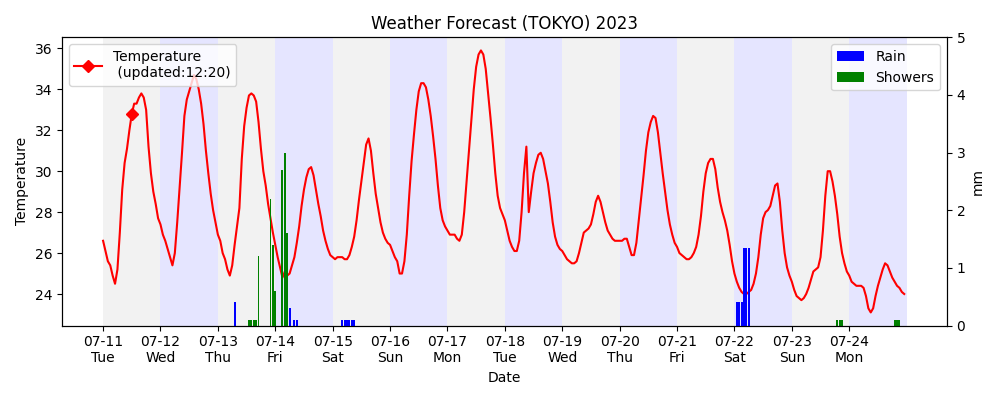 Weather Forecast (TOKYO) 2023
Temperature
(updated:12:20)
Rain
Showers
Temperature
36
34
32
30
28
26
24
5
4
3
2
1
0
mm
07-11 07-12 07-13 07-14 07-15 07-16 07-17 07-18 07-19 07-20 07-21 07-22 07-23 07-24
Tue Wed Thu Fri Sat Sun Mon Tue Wed Thu Fri Sat Sun Mon
Date